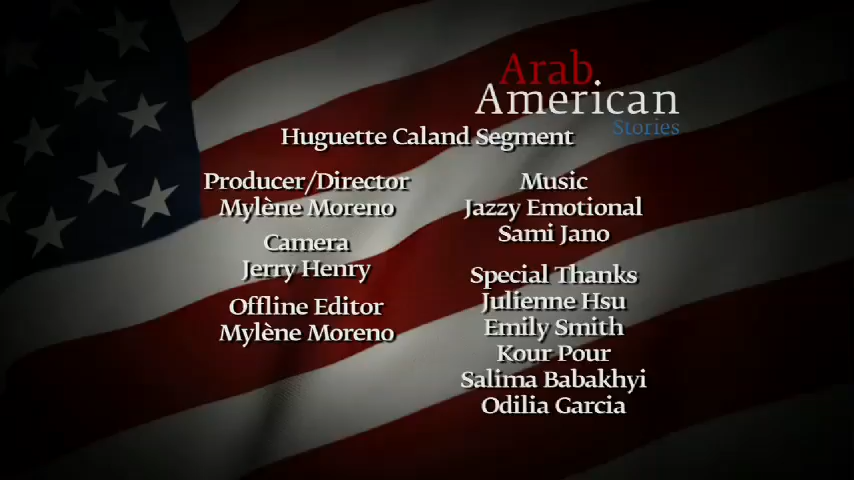 Arab
American
Stories
Huguette Caland Segment
Producer/Director
Mylène Moreno
Camera
Jerry Henry
Offline Editor
Mylène Moreno
Music
Jazzy Emotional
Sami Jano
Special Thanks
Julienne Hsu
Emily Smith
Kour Pour
Salima Babakhyi
Odilia Garcia